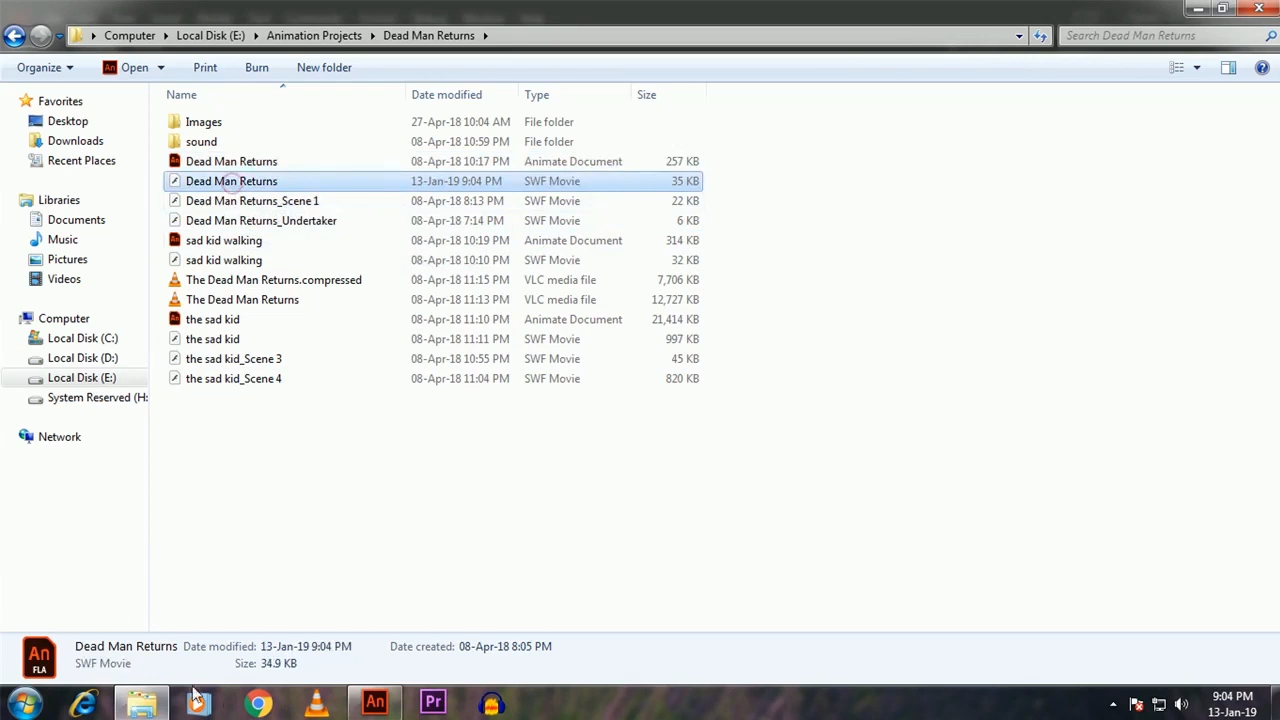 Computer Local Disk (E:) Animation Projects Dead Man Returns Search Dead Man Returns
Organize An Open Print Burn New folder
Name Date modified Type Size
Favorites
Desktop
Downloads
Recent Places
Libraries
Documents
Music
Pictures
Videos
Computer
Local Disk (C:)
Local Disk (D:)
Local Disk (E:)
System Reserved (H:
Network
Images 27-Apr-18 10:04 AM File folder
sound 08-Apr-18 10:59 PM File folder
Dead Man Returns 08-Apr-18 10:17 PM Animate Document 257 KB
Dead Man Returns 13-Jan-19 9:04 PM SWF Movie 35 KB
Dead Man Returns_Scene 1 08-Apr-18 8:13 PM SWF Movie 22 KB
Dead Man Returns_Undertaker 08-Apr-18 7:14 PM SWF Movie 6 KB
sad kid walking 08-Apr-18 10:19 PM Animate Document 314 KB
sad kid walking 08-Apr-18 10:10 PM SWF Movie 32 KB
The Dead Man Returns.compressed 08-Apr-18 11:15 PM VLC media file 7,706 KB
The Dead Man Returns 08-Apr-18 11:13 PM VLC media file 12,727 KB
the sad kid 08-Apr-18 11:10 PM Animate Document 21,414 KB
the sad kid 08-Apr-18 11:11 PM SWF Movie 997 KB
the sad kid_Scene 3 08-Apr-18 10:55 PM SWF Movie 45 KB
the sad kid_Scene 4 08-Apr-18 11:04 PM SWF Movie 820 KB
An
FLA
Dead Man Returns Date modified: 13-Jan-19 9:04 PM Date created: 08-Apr-18 8:05 PM
SWF Movie Size: 34.9 KB
An Pr
9:04 PM
13-Jan-19